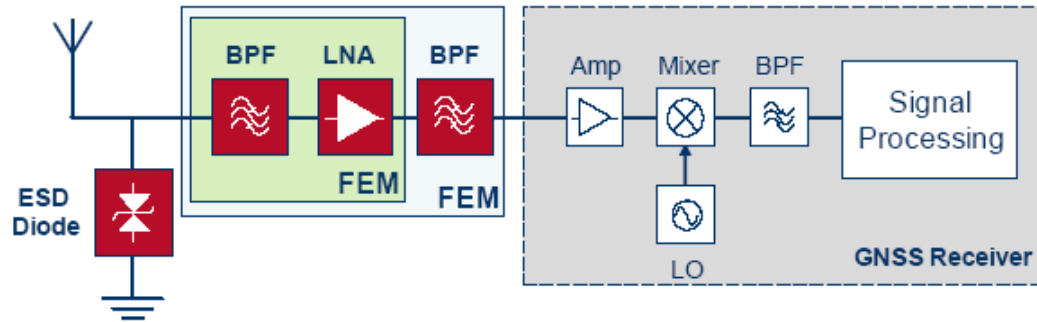 BPF
LNA
BPF
FEM
FEM
ESD
Diode
Amp
Mixer
BPF
Signal
Processing
LO
GNSS Receiver